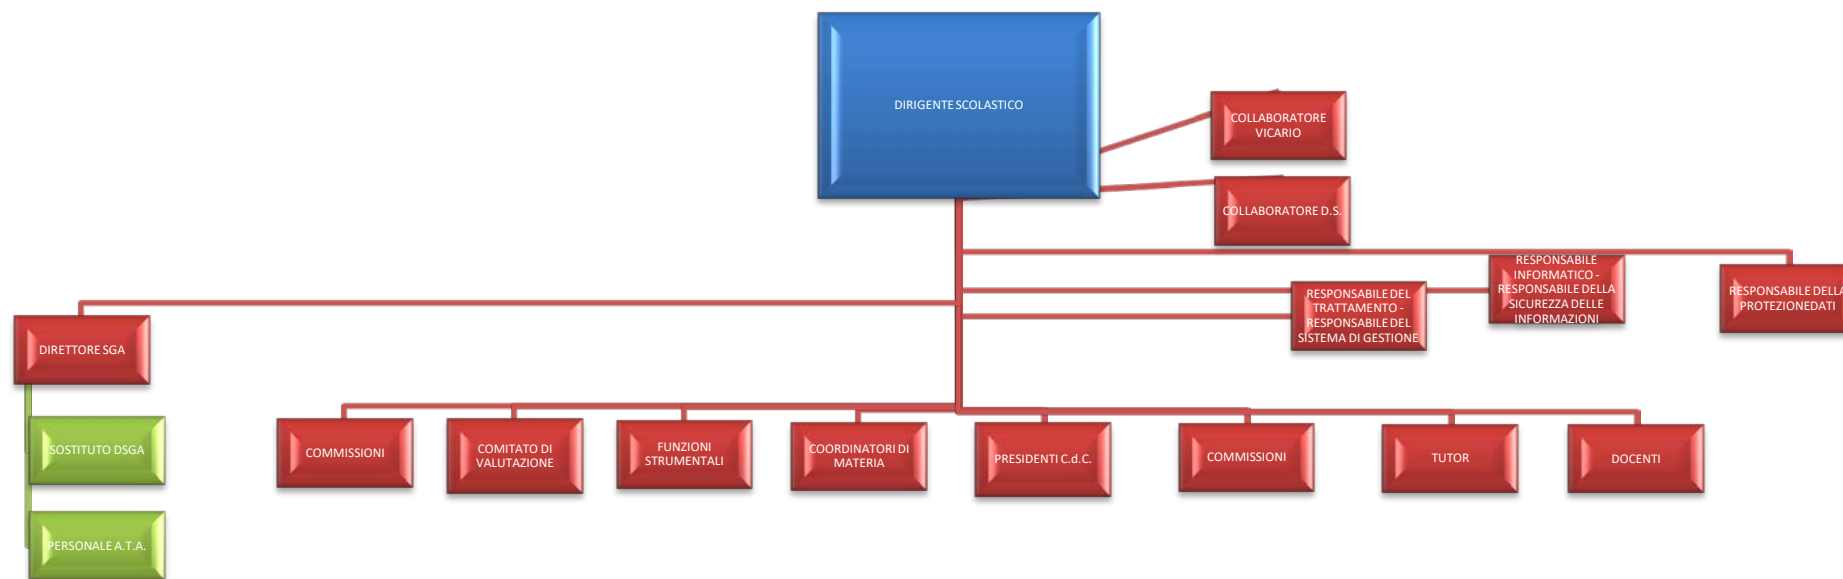 DIRIGENTE SCOLASTICO
COLLABORATORE
VICARIO
COLLABORATORE D.S.
RESPONSABILE
INFORMATICO -
RESPONSABILE DELLA
SICUREZZA DELLE
INFORMAZIONI
RESPONSABILE DELLA
PROTEZIONEDATI
RESPONSABILE DEL
TRATTAMENTO -
RESPONSABILE DEL
SISTEMA DI GESTIONE
DIRETTORE SGA
SOSTITUTO DSGA
PERSONALE A.T.A.
COMMISSIONI
COMITATO DI
VALUTAZIONE
FUNZIONI
STRUMENTALI
COORDINATORI DI
MATERIA
PRESIDENTI C.d.C.
COMMISSIONI
TUTOR
DOCENTI